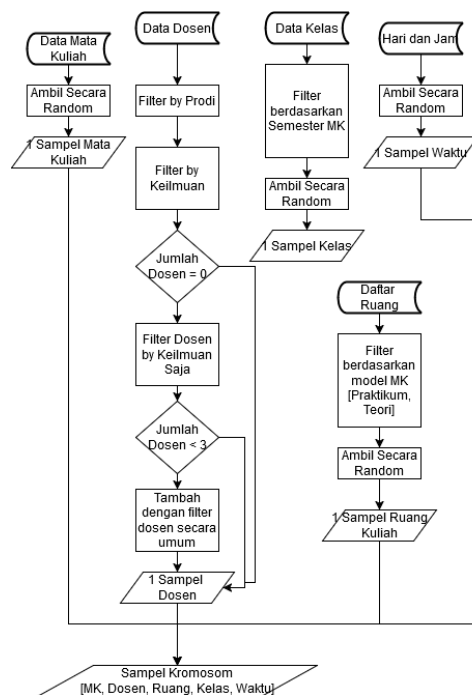 Data Mata
Kuliah
Ambil Secara
Random
1 Sampel Mata
Kuliah
Data Dosen
Filter by Prodi
Filter by
Keilmuan
Jumlah
Dosen = 0
Filter Dosen
by Keilmuan
Saja
Jumlah
Dosen < 3
Tambah
dengan filter
dosen secara
umum
1 Sampel
Dosen
Data Kelas
Filter
berdasarkan
Semester MK
Ambil Secara
Random
1 Sampel Kelas
Hari dan Jam
Ambil Secara
Random
1 Sampel Waktu
Daftar
Ruang
Filter
berdasarkan
model MK
[Praktikum,
Teori]
Ambil Secara
Random
1 Sampel Ruang
Kuliah
Sampel Kromosom
[MK, Dosen, Ruang, Kelas, Waktu]